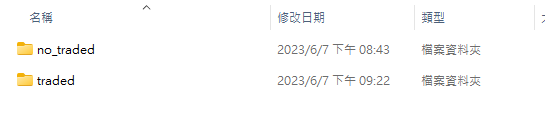 名稱 修改日期 類型
no_traded 2023/6/7 下午 08:43 檔案資料夾
traded 2023/6/7 下午 09:22 檔案資料夾